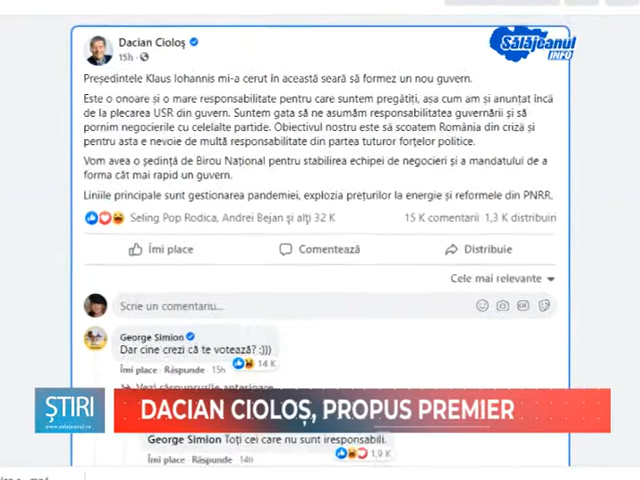 Dacian Cioloș
15h
Sălăjeanul
INFO
Președintele Klaus Iohannis mi-a cerut în această seară să formez un nou guvern.
Este o onoare și o mare responsabilitate pentru care suntem pregătiți, așa cum am și anunțat încă
de la plecarea USR din guvern. Suntem gata să ne asumăm responsabilitatea guvernării și să
pornim negocierile cu celelalte partide. Obiectivul nostru este să scoatem România din criză și
pentru asta e nevoie de multă responsabilitate din partea tuturor forțelor politice.
Vom avea o ședință de Birou Național pentru stabilirea echipei de negocieri și a mandatului de a
forma cât mai rapid un guvern.
Liniile principale sunt gestionarea pandemiei, explozia prețurilor la energie și reformele din PNRR.
Seling Pop Rodica, Andrei Bejan și alți 32 K
15 K comentarii 1,3 K distribuiri
Îmi place
Comentează
Distribuie
Cele mai relevante
Scrie un comentariu...
George Simion
Dar cine crezi că te votează? :)))
14 K
Îmi place · Răspunde · 15h
Vezi răspunsurile anterioare
ȘTIRI
www.salajeanul.ro
DACIAN CIOLOȘ, PROPUS PREMIER
George Simion Toți cei care nu sunt iresponsabili.
1,9 K
Îmi place · Răspunde · 14h